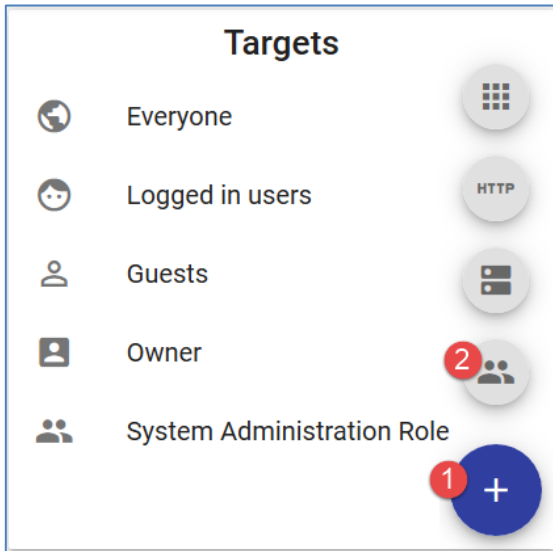 Targets
Everyone
HTTP
Logged in users
Guests
Owner
2
System Administration Role
1
+